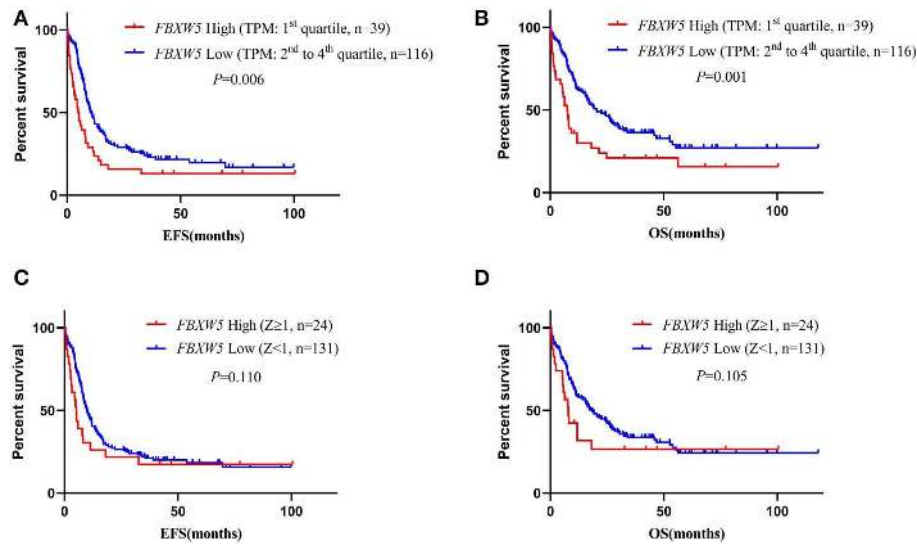 A
FBXW5 High (TPM: 1st quartile, n=39)
FBXW5 Low (TPM: 2nd to 4th quartile, n=116)
P=0.006
Percent survival
100
50
0
0
50
100
EFS(months)
B
FBXW5 High (TPM: 1st quartile, n=39)
FBXW5 Low (TPM: 2nd to 4th quartile, n=116)
P=0.001
Percent survival
100
50
0
0
50
100
OS(months)
C
FBXW5 High (Z≥1, n=24)
FBXW5 Low (Z<1, n=131)
P=0.110
Percent survival
100
50
0
0
50
100
EFS(months)
D
FBXW5 High (Z≥1, n=24)
FBXW5 Low (Z<1, n=131)
P=0.105
Percent survival
100
50
0
0
50
100
OS(months)